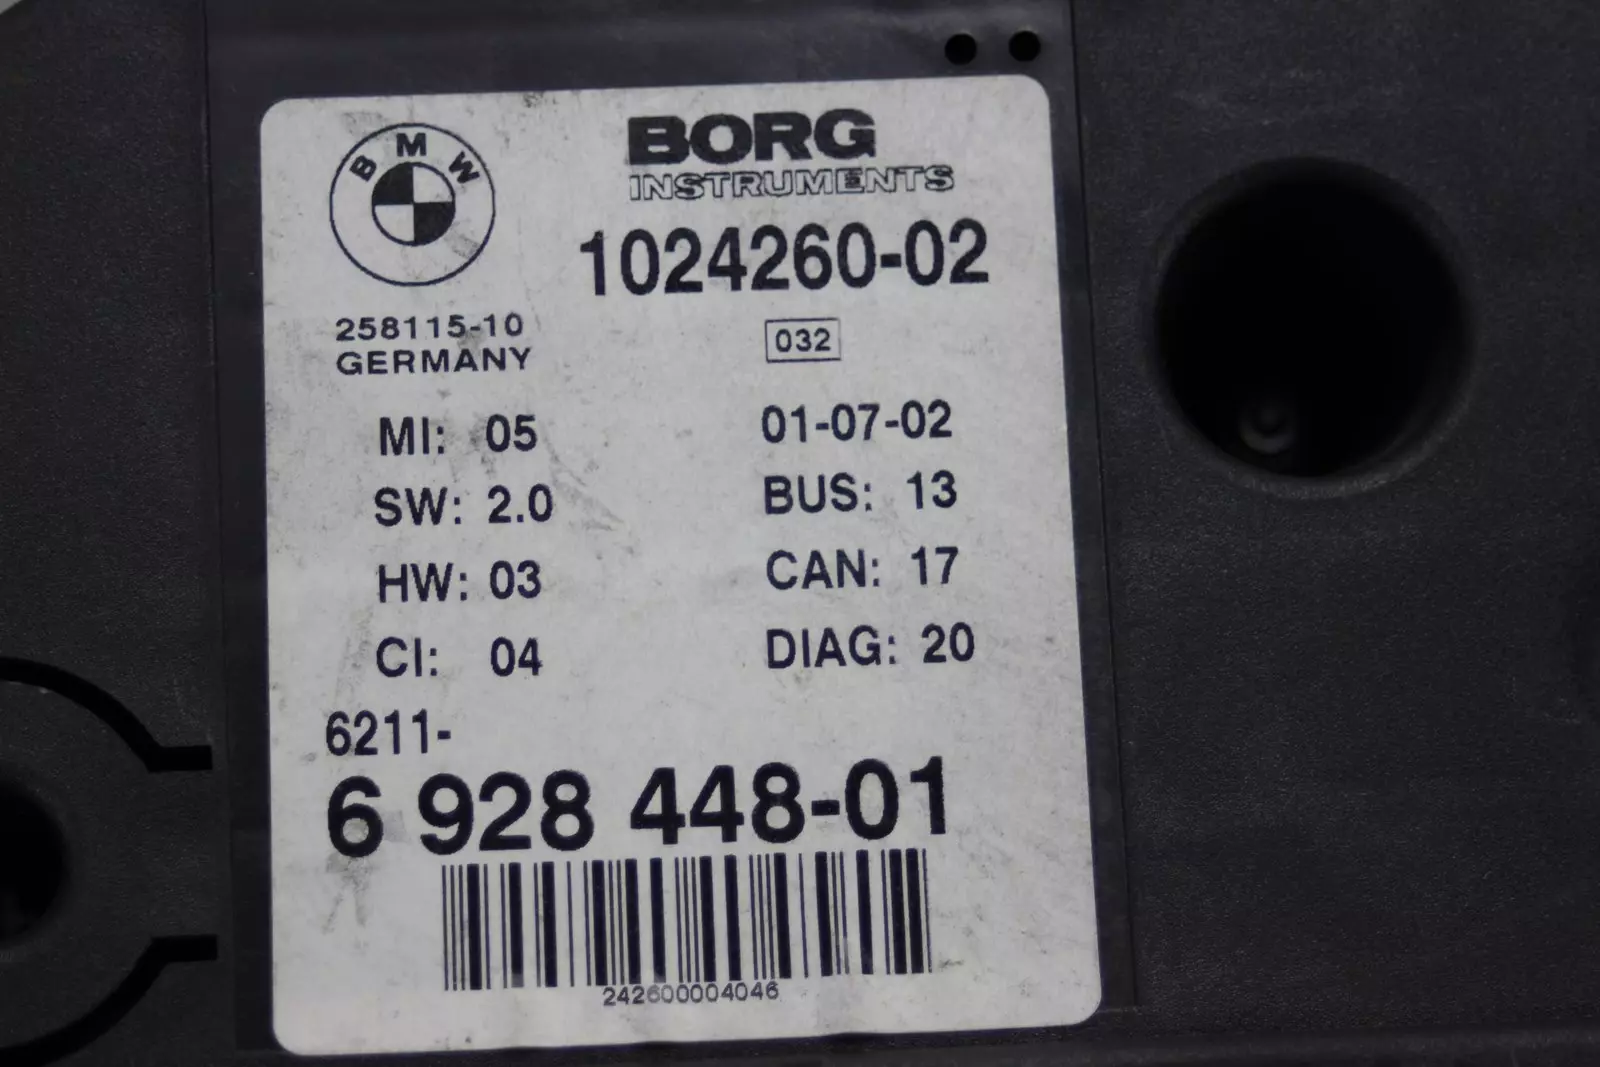 BMW
BORG
INSTRUMENTS
1024260-02
258115-10
GERMANY
032
MI: 05
01-07-02
SW: 2.0
BUS: 13
HW: 03
CAN: 17
CI: 04
DIAG: 20
6211-
6 928 448-01
242600004046